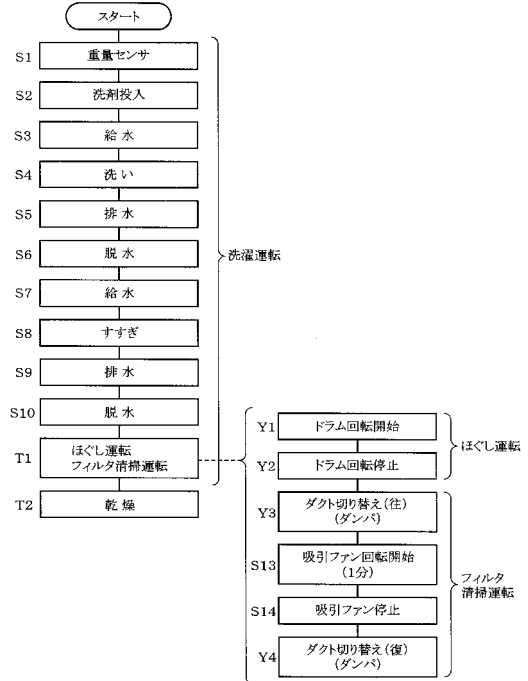 スタート
S1 重量センサ
S2 洗剤投入
S3 給水
S4 洗い
S5 排水
S6 脱水
S7 給水
S8 すすぎ
S9 排水
S10 脱水
T1 ほぐし運転
フィルタ清掃運転
T2 乾燥
洗濯運転
Y1 ドラム回転開始
Y2 ドラム回転停止
ほぐし運転
Y3 ダクト切り替え(往)
(ダンパ)
S13 吸引ファン回転開始
(1分)
S14 吸引ファン停止
Y4 ダクト切り替え(復)
(ダンパ)
フィルタ
清掃運転